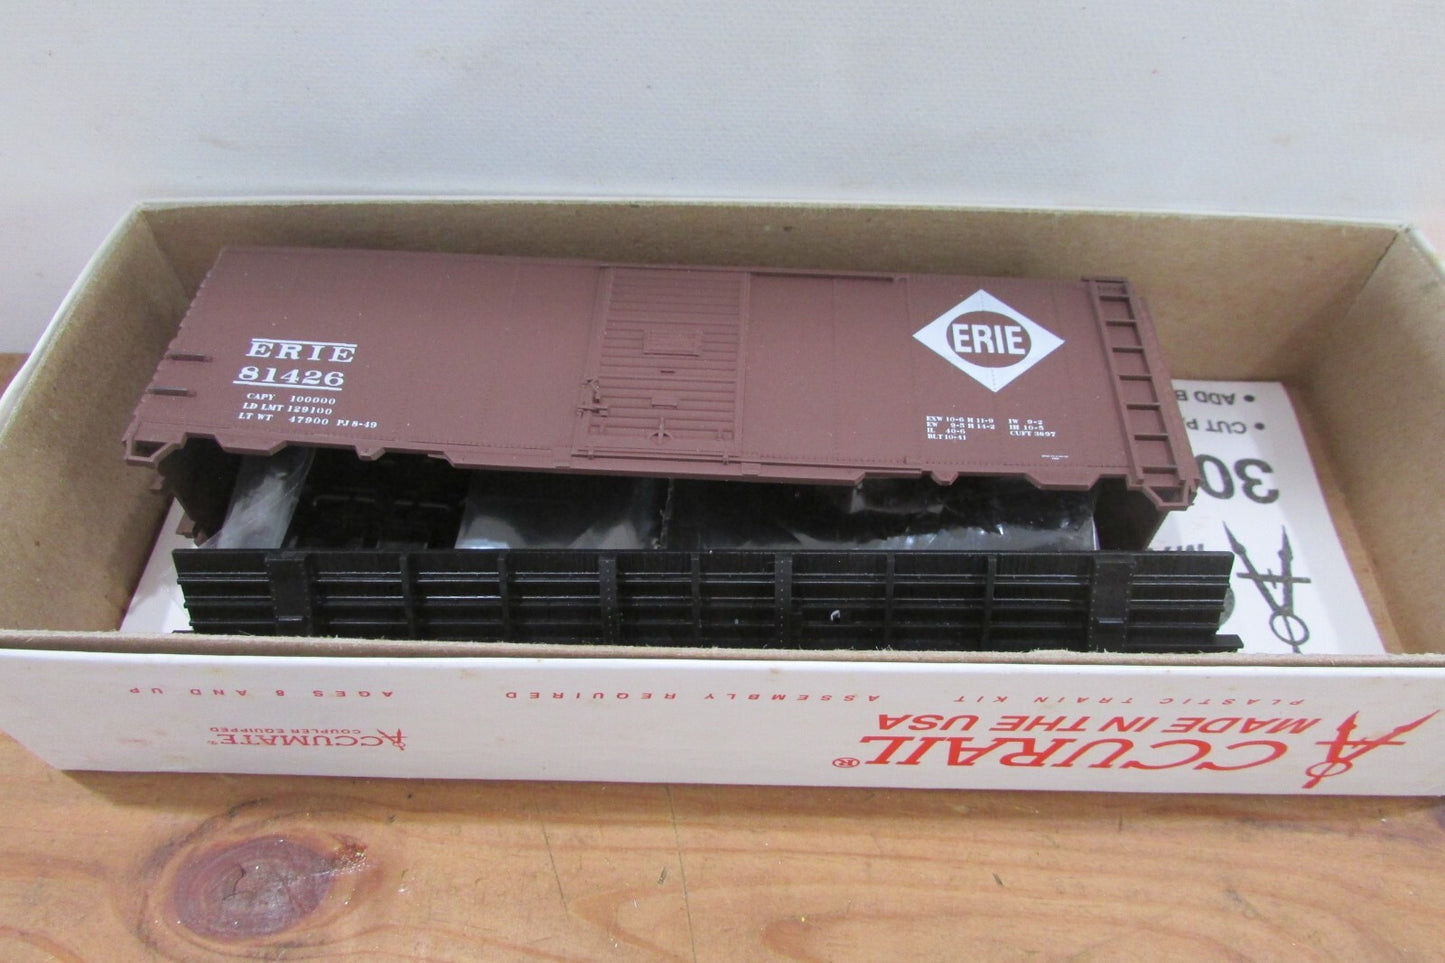 ERIE
81426
CAPY 100000
LD LMT 129100
LT WT 47900 PJ 8-49
ERIE
EXW 10-6 H 11-9 IW 9-2
EW 9-5 H 14-2 IH 10-5
IL 40-6 CUFT 3897
BLT 10-41
• ADD
• CUT
30
ACCURAIL®
MADE IN THE USA
PLASTIC TRAIN KIT ASSEMBLY REQUIRED AGES 8 AND UP
ACCUMATE®
COUPLER EQUIPPED